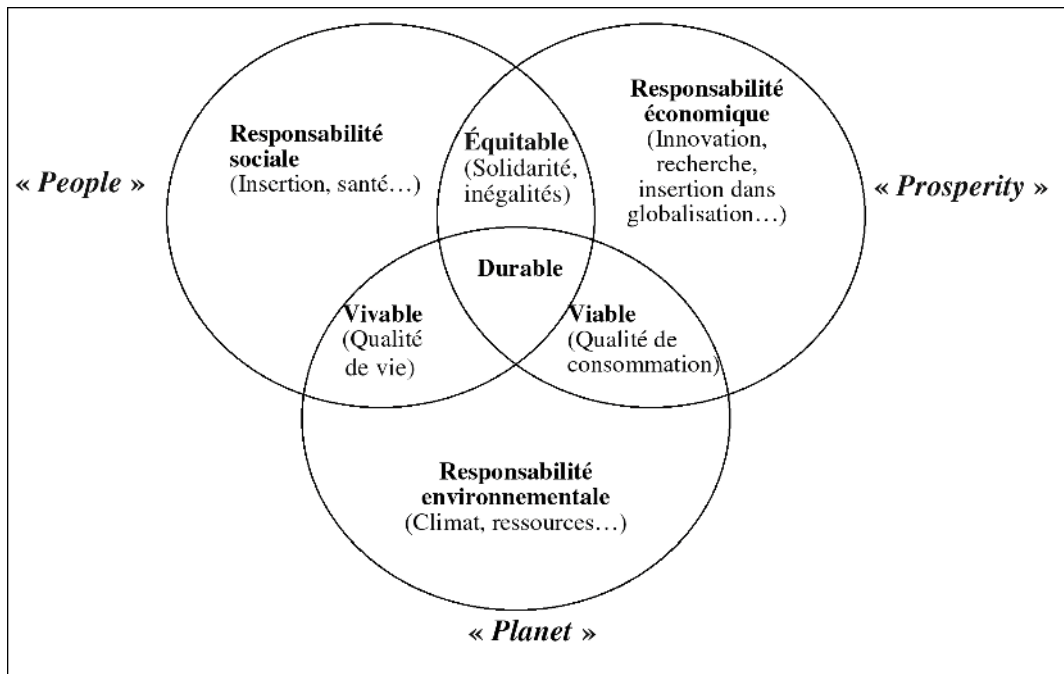 Responsabilité
sociale
(Insertion, santé…)
« People »
Équitable
(Solidarité,
inégalités)
Responsabilité
économique
(Innovation,
recherche,
insertion dans
globalisation…)
« Prosperity »
Durable
Vivable
(Qualité
de vie)
Viable
(Qualité de
consommation)
Responsabilité
environnementale
(Climat, ressources…)
« Planet »